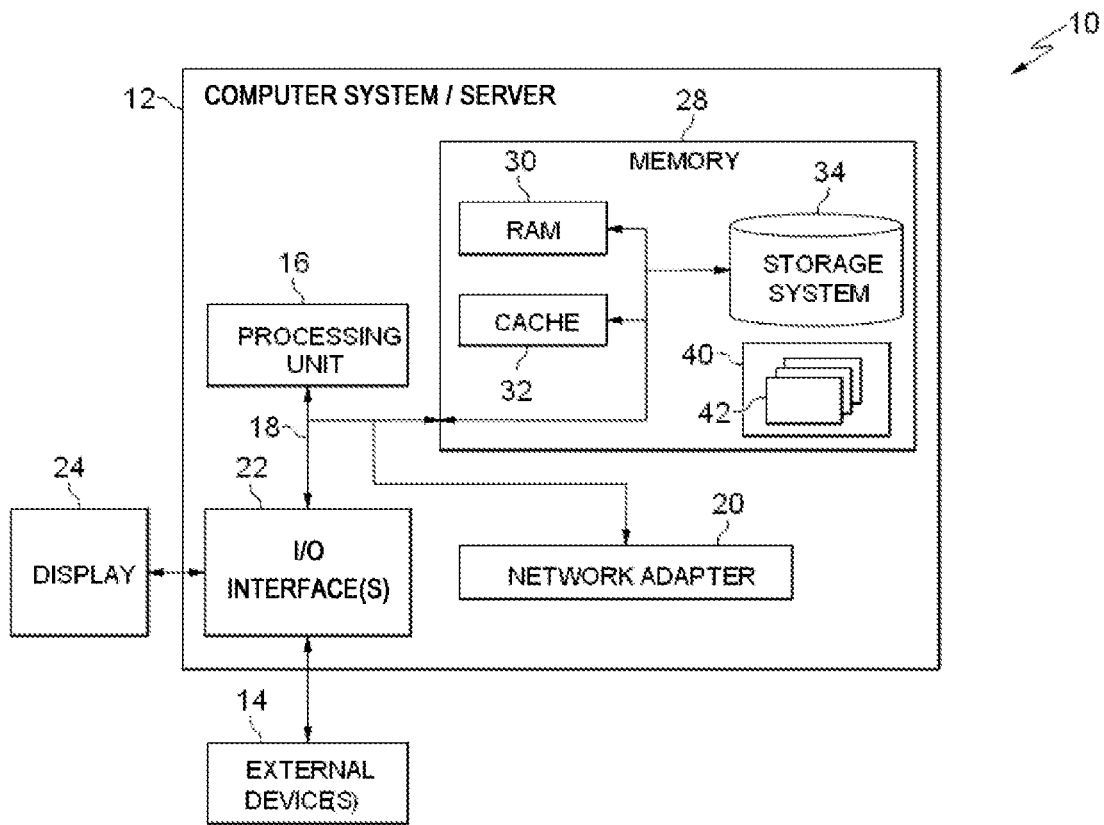 10
12
COMPUTER SYSTEM / SERVER
28
MEMORY
30
RAM
34
STORAGE
SYSTEM
16
PROCESSING
UNIT
CACHE
32
40
42
18
24
22
20
DISPLAY
I/O
INTERFACE(S)
NETWORK ADAPTER
14
EXTERNAL
DEVICE(S)